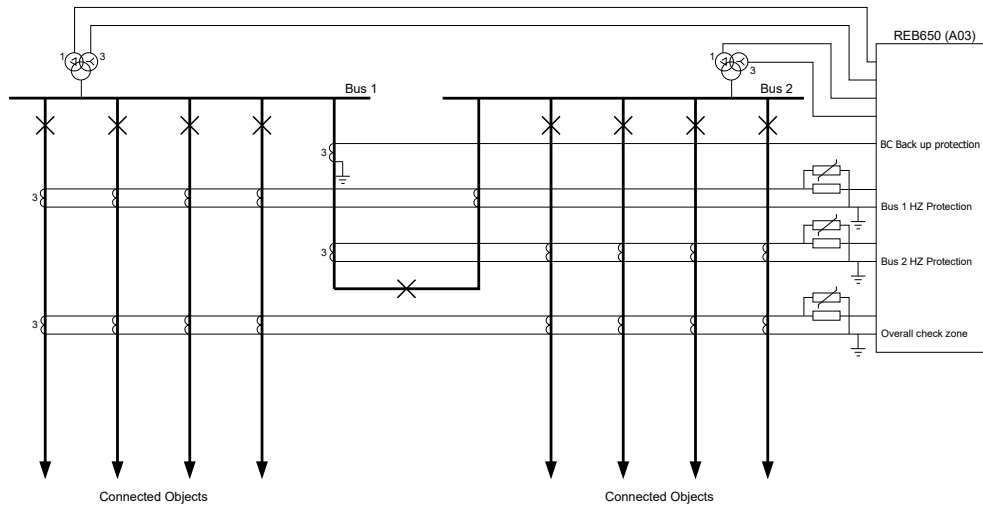 REB650 (A03)
1
3
1
3
Bus 1
Bus 2
3
BC Back up protection
3
Bus 1 HZ Protection
3
Bus 2 HZ Protection
3
Overall check zone
Connected Objects
Connected Objects